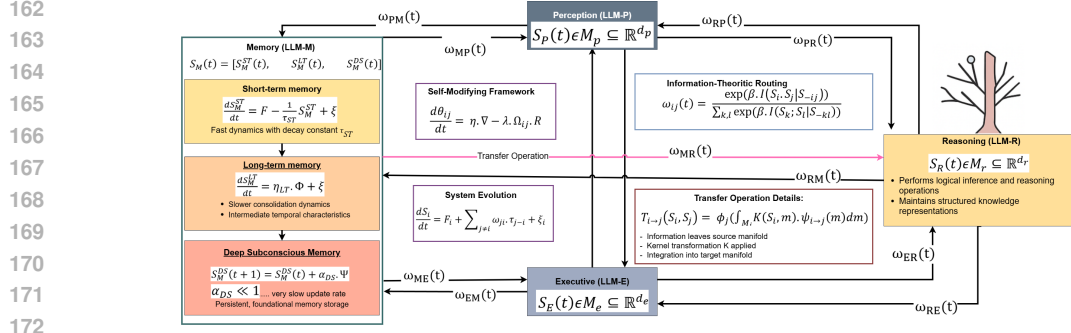 162
163
164
165
166
167
168
169
170
171
172
ω_PM(t)
ω_MP(t)
Perception (LLM-P)
S_P(t)ϵM_p ⊆ ℝ^{d_p}
ω_RP(t)
ω_PR(t)
Memory (LLM-M)
S_M(t) = [S_M^{ST}(t), S_M^{LT}(t), S_M^{DS}(t)]
Short-term memory
dS_M^{ST}/dt = F − 1/τ_{ST} S_M^{ST} + ξ
Fast dynamics with decay constant τ_{ST}
Long-term memory
dS_M^{LT}/dt = η_{LT}. Φ + ξ
• Slower consolidation dynamics
• Intermediate temporal characteristics
Deep Subconscious Memory
S_M^{DS}(t + 1) = S_M^{DS}(t) + α_{DS}. Ψ
α_{DS} ≪ 1 .... very slow update rate
Persistent, foundational memory storage
Self-Modifying Framework
dθ_{ij}/dt = η. ∇ − λ. Ω_{ij}. R
Information-Theoritic Routing
ω_{ij}(t) = exp(β. I(S_i. S_j|S_{−ij})) / ∑_{k,l} exp(β. I(S_k; S_i|S_{−kl}))
Transfer Operation
ω_MR(t)
ω_RM(t)
Reasoning (LLM-R)
S_R(t)ϵM_r ⊆ ℝ^{d_r}
• Performs logical inference and reasoning
operations
• Maintains structured knowledge
representations
System Evolution
dS_i/dt = F_i + ∑_{j≠i} ω_{ji}. τ_{j−i} + ξ_i
Transfer Operation Details:
T_{i→j}(S_i, S_j) = ϕ_j(∫_{M_i} K(S_i, m). ψ_{i→j}(m)dm)
- Information leaves source manifold
- Kernel transformation K applied
- Integration into target manifold
ω_ME(t)
ω_EM(t)
Executive (LLM-E)
S_E(t)ϵM_e ⊆ ℝ^{d_e}
ω_ER(t)
ω_RE(t)